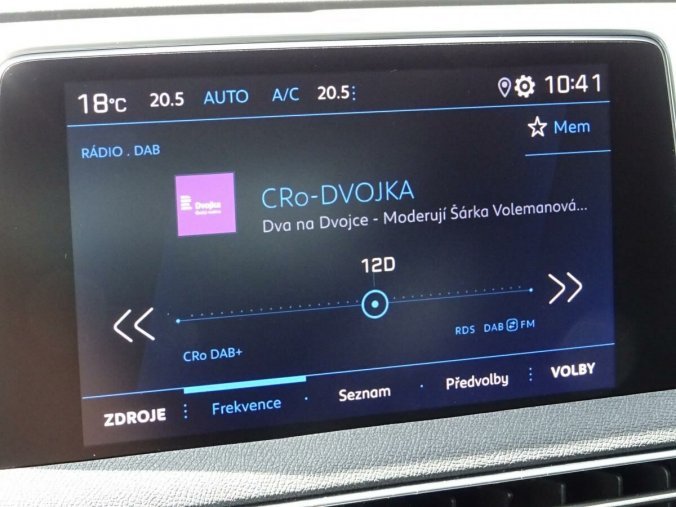 18°C 20.5 AUTO A/C 20.5 10:41
Mem
RÁDIO . DAB
Dvojka
CRo-DVOJKA
Dva na Dvojce - Moderují Šárka Volemanová...
12D
CRo DAB+
RDS DAB FM
ZDROJE Frekvence Seznam Předvolby VOLBY